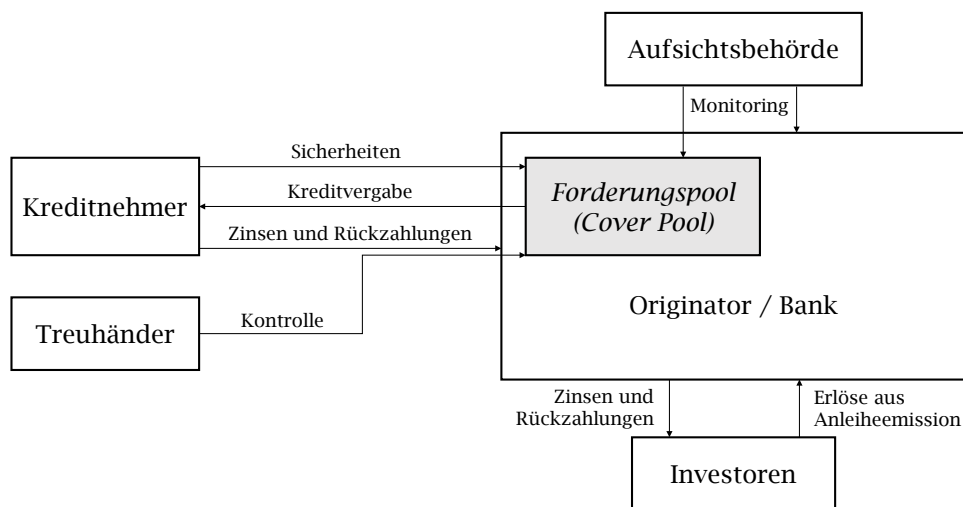 Aufsichtsbehörde
Monitoring
Sicherheiten
Kreditvergabe
Kreditnehmer
Zinsen und Rückzahlungen
Forderungspool
(Cover Pool)
Originator / Bank
Kontrolle
Treuhänder
Zinsen und
Rückzahlungen
Erlöse aus
Anleiheemission
Investoren